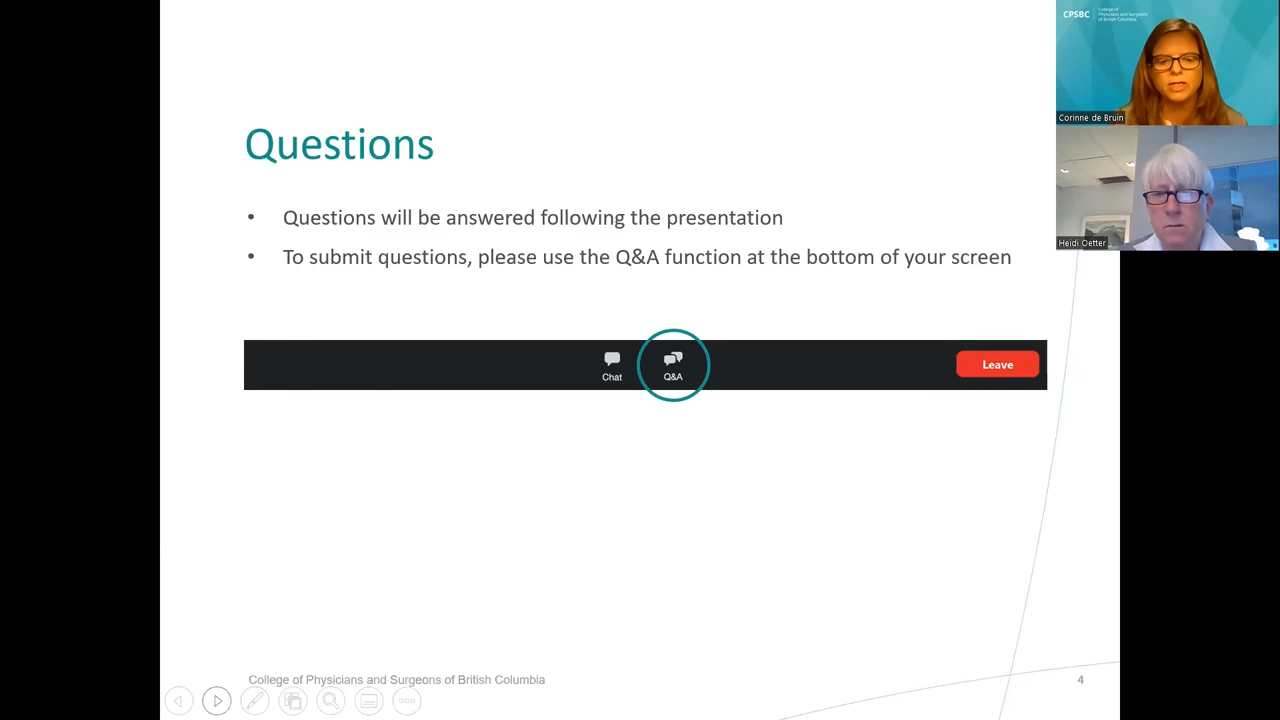 CPSBC
College of
Physicians and Surgeons
of British Columbia
Corinne de Bruin
Heidi Oetter
Questions
• Questions will be answered following the presentation
• To submit questions, please use the Q&A function at the bottom of your screen
Chat
Q&A
Leave
College of Physicians and Surgeons of British Columbia
4